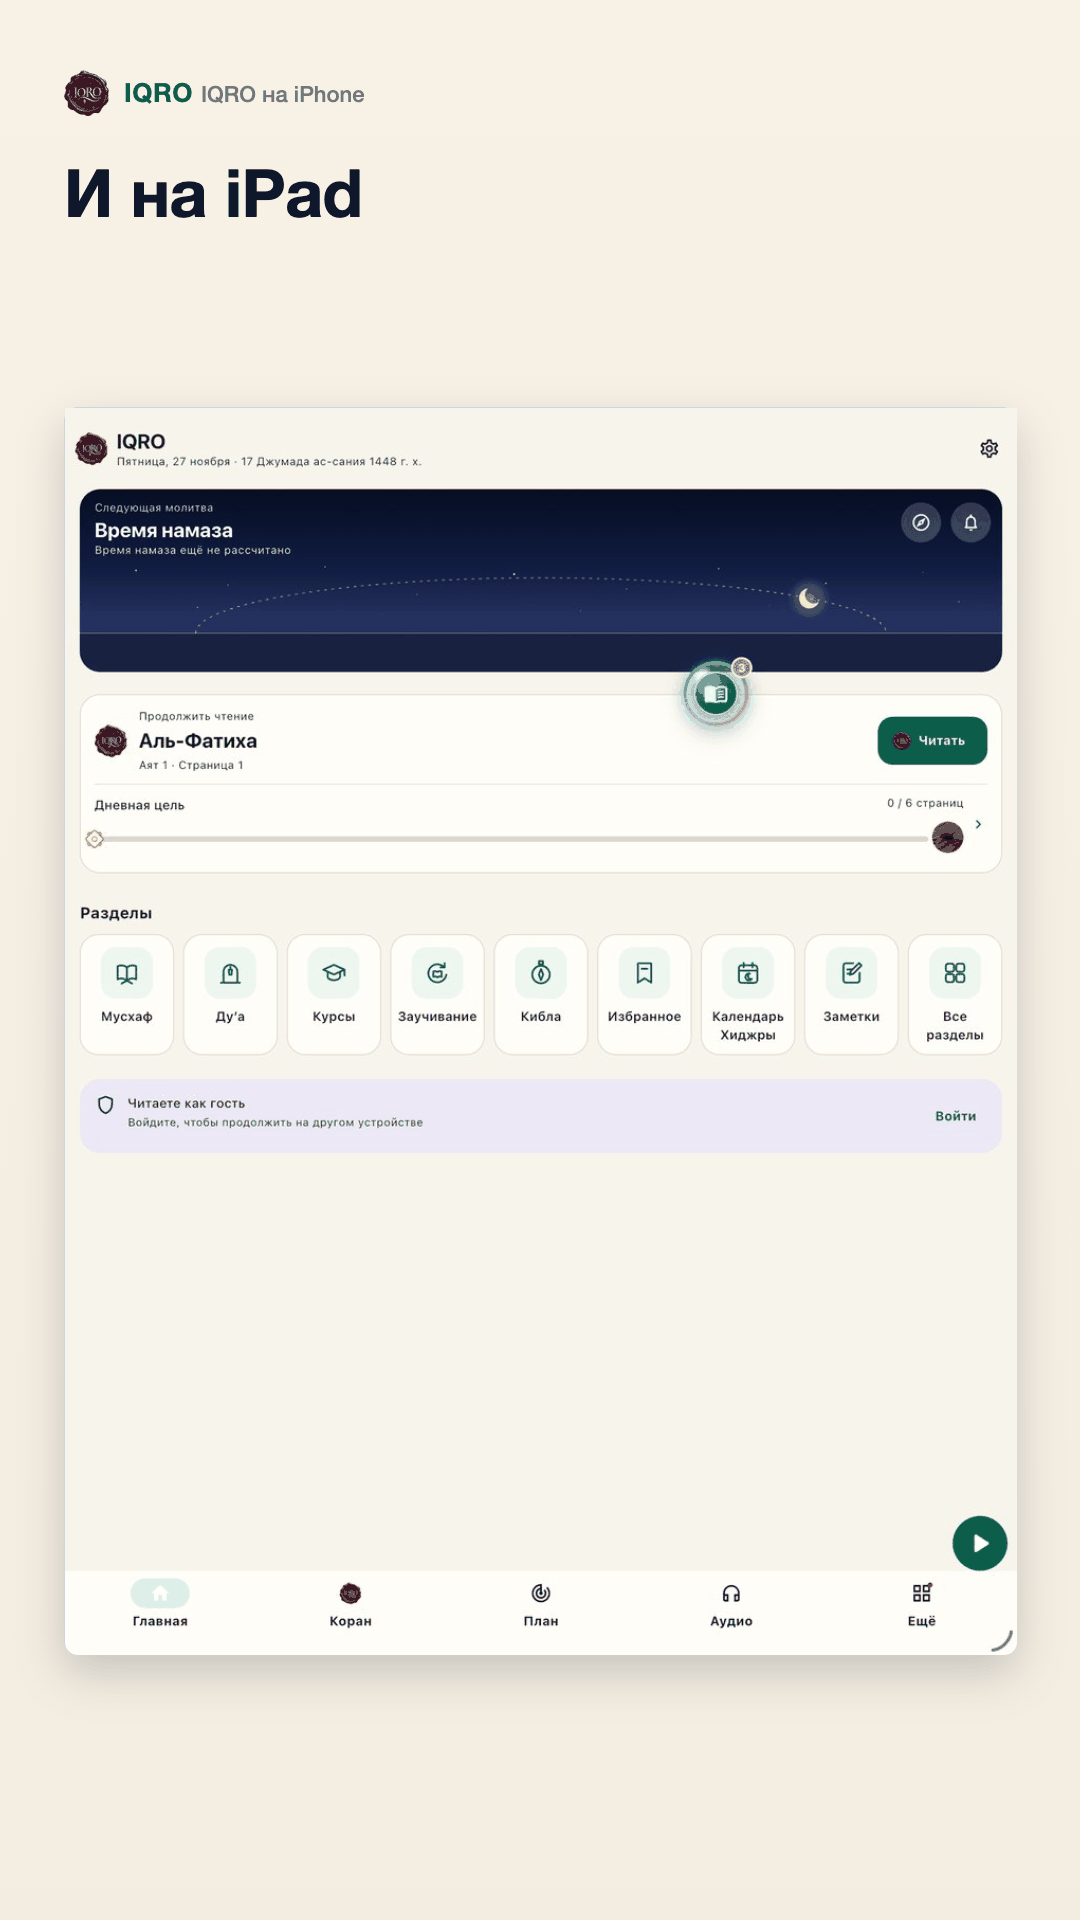 IQRO IQRO на iPhone
И на iPad
IQRO
Пятница, 27 ноября · 17 Джумада ас-сания 1448 г. х.
Следующая молитва
Время намаза
Время намаза ещё не рассчитано
3
Продолжить чтение
Аль-Фатиха
Аят 1 · Страница 1
Читать
Дневная цель
0 / 6 страниц
Разделы
Мусхаф
Ду'а
Курсы
Заучивание
Кибла
Избранное
Календарь
Хиджры
Заметки
Все
разделы
Читаете как гость
Войдите, чтобы продолжить на другом устройстве
Войти
Главная
Коран
План
Аудио
Ещё